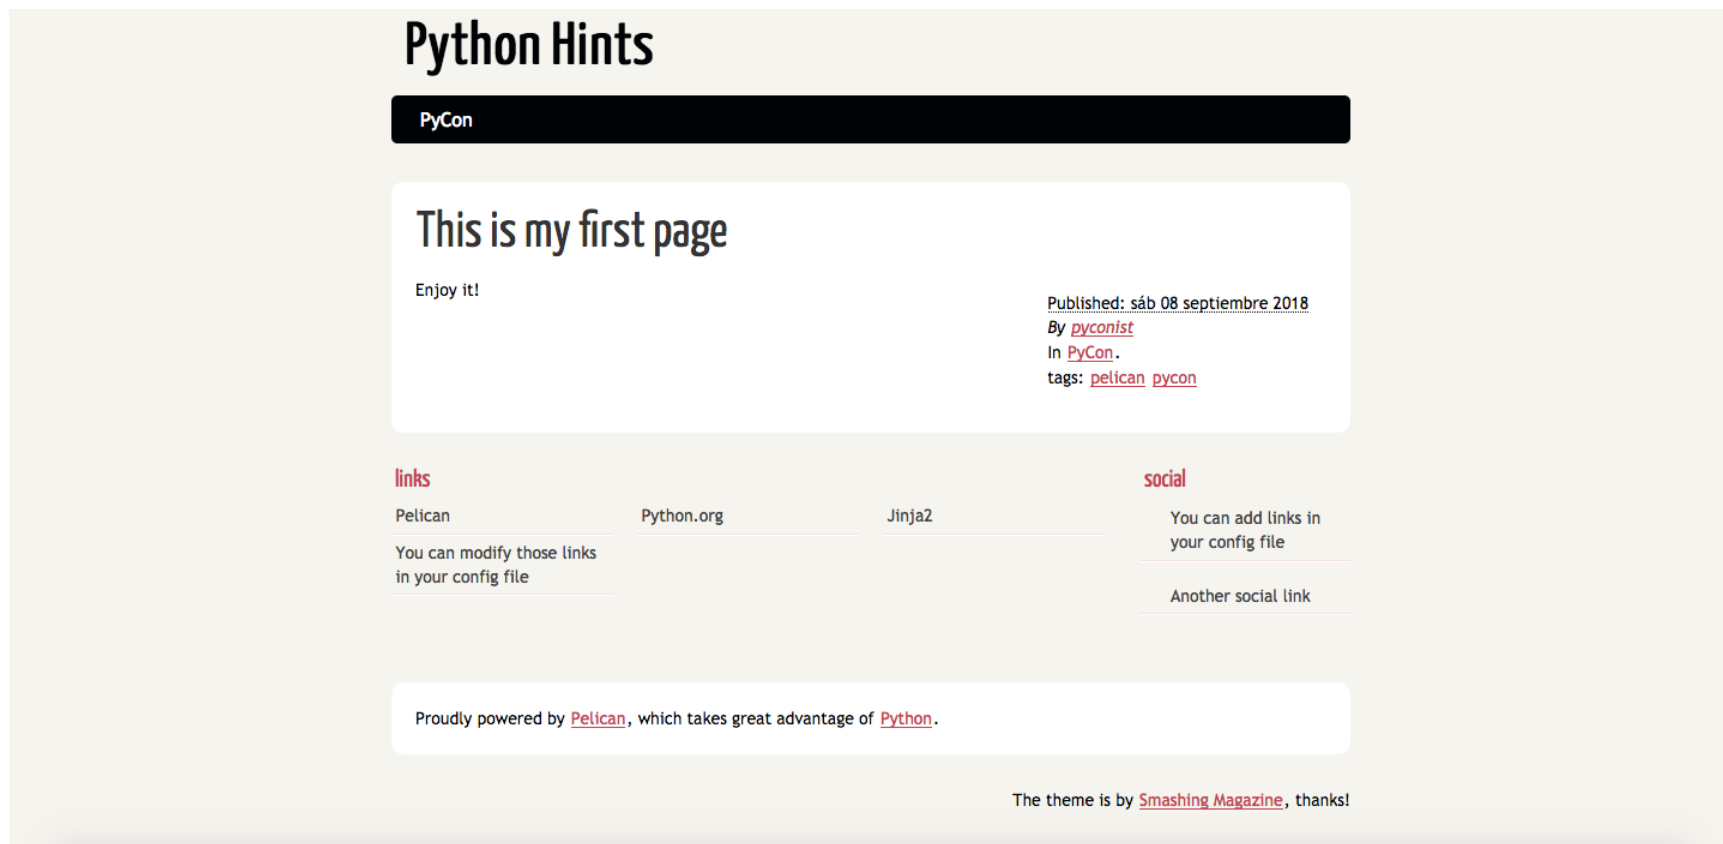 Python Hints
PyCon
This is my first page
Enjoy it!
Published: sáb 08 septiembre 2018
By pyconist
In PyCon.
tags: pelican pycon
links
Pelican
Python.org
Jinja2
You can modify those links
in your config file
social
You can add links in
your config file
Another social link
Proudly powered by Pelican, which takes great advantage of Python.
The theme is by Smashing Magazine, thanks!